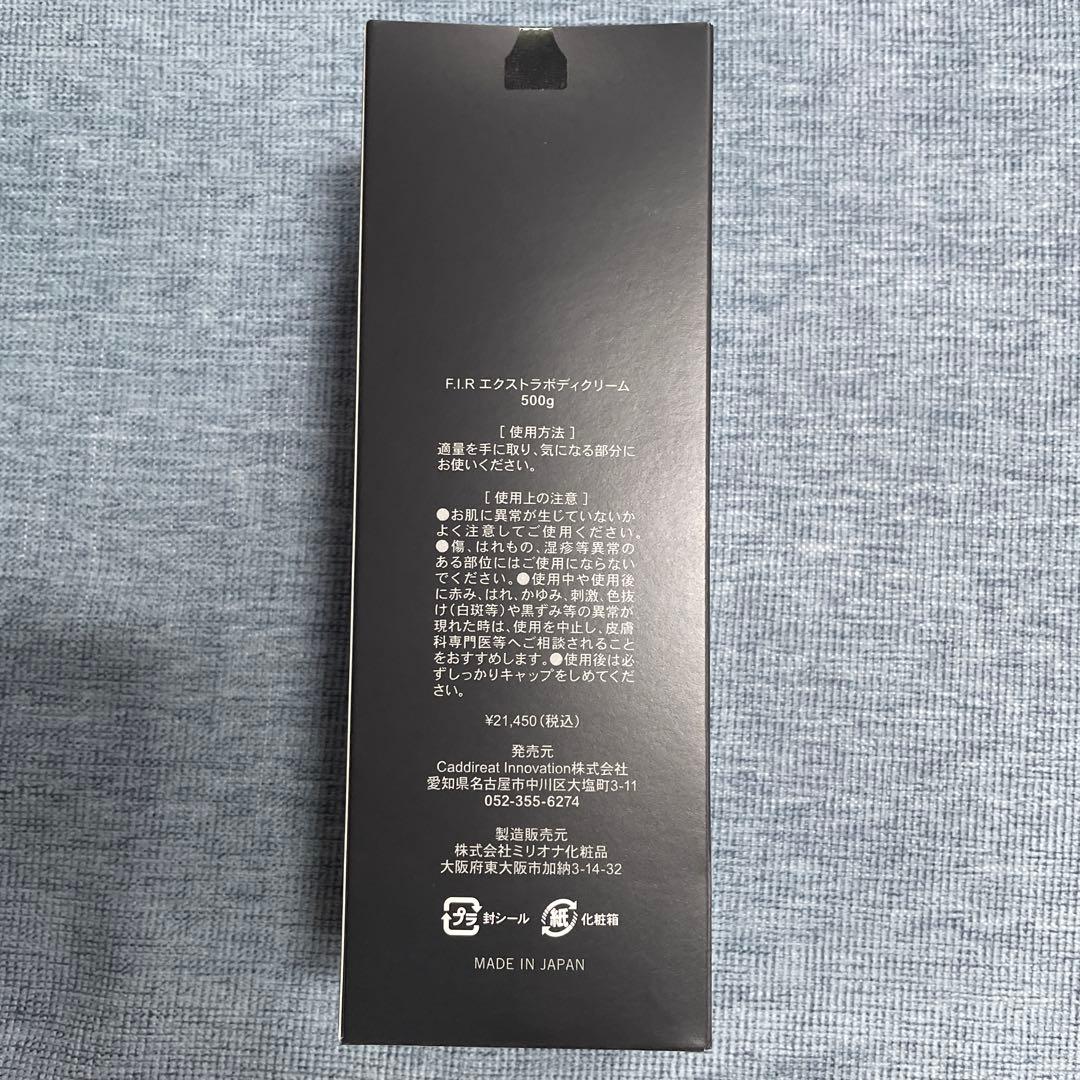 F.I.R エクストラボディクリーム
500g
[ 使用方法 ]
適量を手に取り、気になる部分に
お使いください。
[ 使用上の注意 ]
●お肌に異常が生じていないか
よく注意してご使用ください。
●傷、はれもの、湿疹等異常の
ある部位にはご使用にならない
でください。●使用中や使用後
に赤み、はれ、かゆみ、刺激、色抜
け(白斑等)や黒ずみ等の異常が
現れた時は、使用を中止し、皮膚
科専門医等へご相談されること
をおすすめします。●使用後は必
ずしっかりキャップをしめてくだ
さい。
¥21,450(税込)
発売元
Caddireat Innovation株式会社
愛知県名古屋市中川区大塩町3-11
052-355-6274
製造販売元
株式会社ミリオナ化粧品
大阪府東大阪市加納3-14-32
プラ 封シール 紙 化粧箱
MADE IN JAPAN